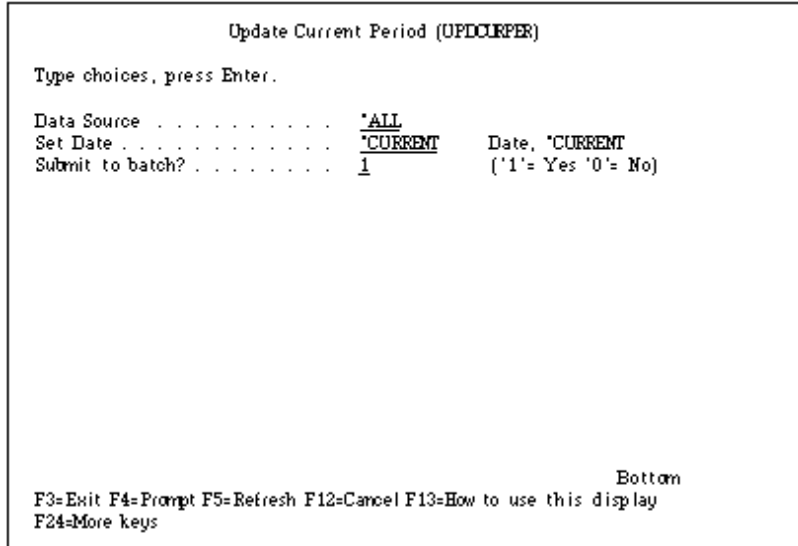 Update Current Period (UPDCURPER)
Type choices, press Enter.
Data Source . . . . . . . . . . *ALL
Set Date . . . . . . . . . . . . *CURRENT Date, *CURRENT
Submit to batch? . . . . . . . . 1 ('1'= Yes '0'= No)
Bottom
F3=Exit F4=Prompt F5=Refresh F12=Cancel F13=How to use this display
F24=More keys